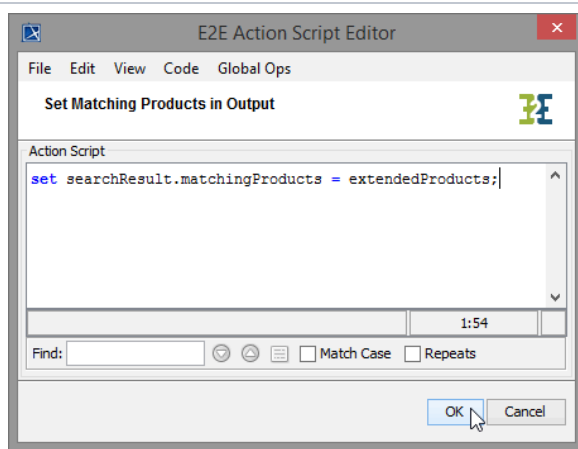 E2E Action Script Editor
File Edit View Code Global Ops
Set Matching Products in Output
E2E
Action Script
set searchResult.matchingProducts = extendedProducts;
1:54
Find: Match Case Repeats
OK Cancel